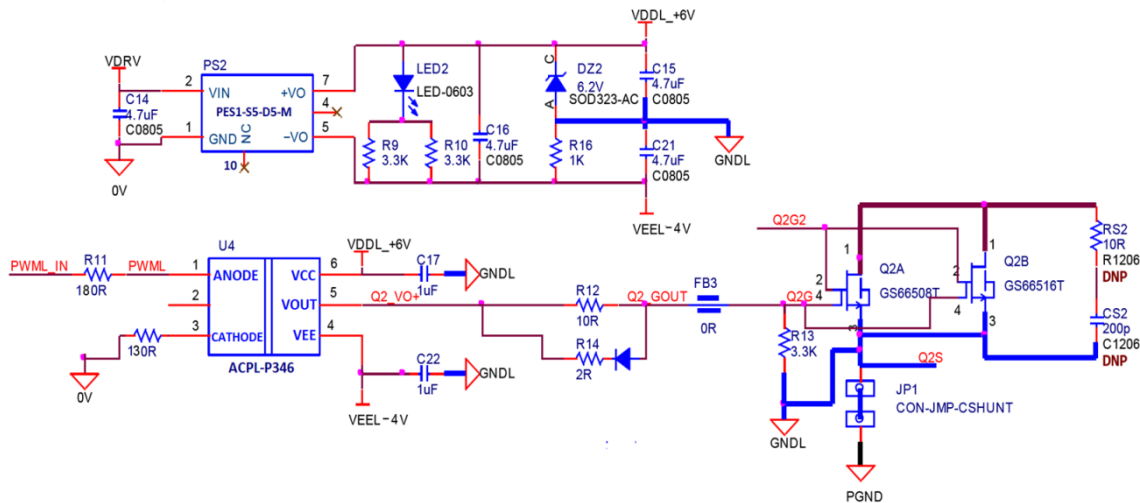 VDDL_+6V
VDRV
PS2
2
VIN
+VO
7
PES1-S5-D5-M
4
1
GND
NC
-VO
5
10
C14
4.7uF
C0805
0V
LED2
LED-0603
R9
3.3K
R10
3.3K
C16
4.7uF
C0805
C
DZ2
6.2V
A
SOD323-AC
R16
1K
C15
4.7uF
C0805
C21
4.7uF
C0805
GNDL
VEEL-4V
PWML_IN
R11
180R
PWML
U4
1
ANODE
VCC
6
2
VOUT
5
3
CATHODE
VEE
4
ACPL-P346
130R
0V
VDDL_+6V
C17
1uF
GNDL
Q2_VO+
C22
1uF
GNDL
VEEL-4V
R12
10R
R14
2R
Q2_GOUT
FB3
0R
Q2G
R13
3.3K
GNDL
Q2G2
1
2
4
3
Q2A
GS66508T
1
2
4
3
Q2B
GS66516T
Q2S
JP1
CON-JMP-CSHUNT
PGND
RS2
10R
R1206
DNP
CS2
200p
C1206
DNP